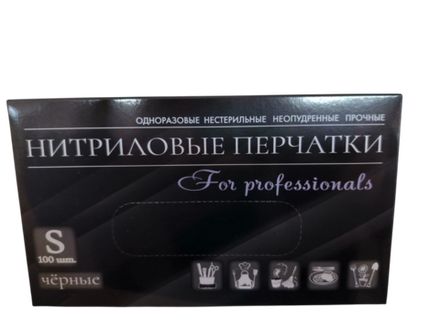 ОДНОРАЗОВЫЕ НЕСТЕРИЛЬНЫЕ НЕОПУДРЕННЫЕ ПРОЧНЫЕ
НИТРИЛОВЫЕ ПЕРЧАТКИ
For professionals
S
100 шт.
чёрные